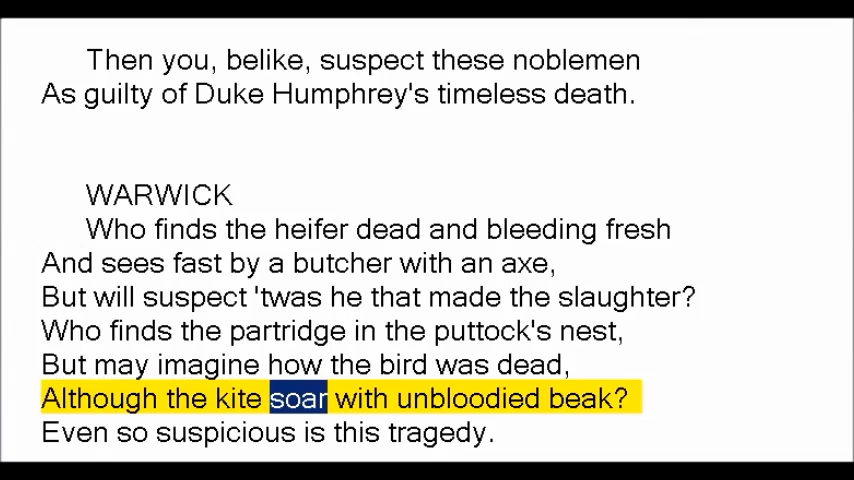 Then you, belike, suspect these noblemen
As guilty of Duke Humphrey's timeless death.
WARWICK
Who finds the heifer dead and bleeding fresh
And sees fast by a butcher with an axe,
But will suspect 'twas he that made the slaughter?
Who finds the partridge in the puttock's nest,
But may imagine how the bird was dead,
Although the kite soar with unbloodied beak?
Even so suspicious is this tragedy.